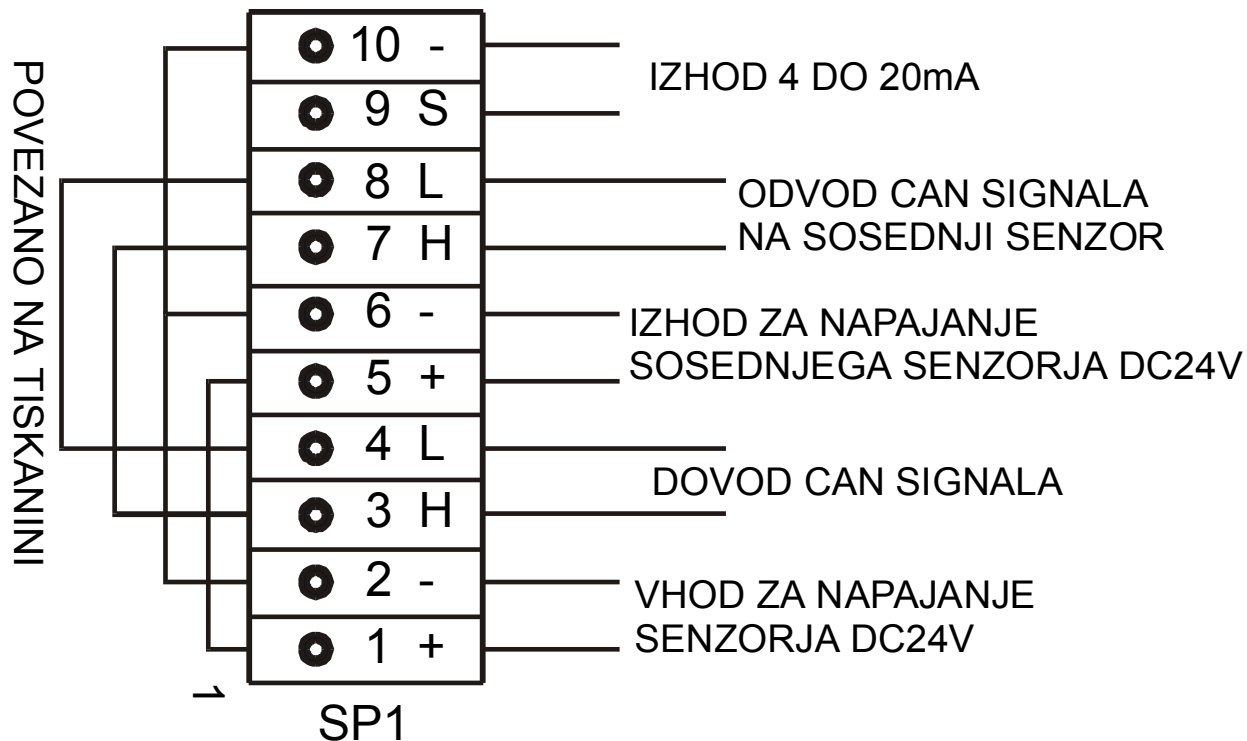 POVEZANO NA TISKANINI
10 -
9 S
8 L
7 H
6 -
5 +
4 L
3 H
2 -
1 +
IZHOD 4 DO 20mA
ODVOD CAN SIGNALA
NA SOSEDNJI SENZOR
IZHOD ZA NAPAJANJE
SOSEDNJEGA SENZORJA DC24V
DOVOD CAN SIGNALA
VHOD ZA NAPAJANJE
SENZORJA DC24V
1
SP1